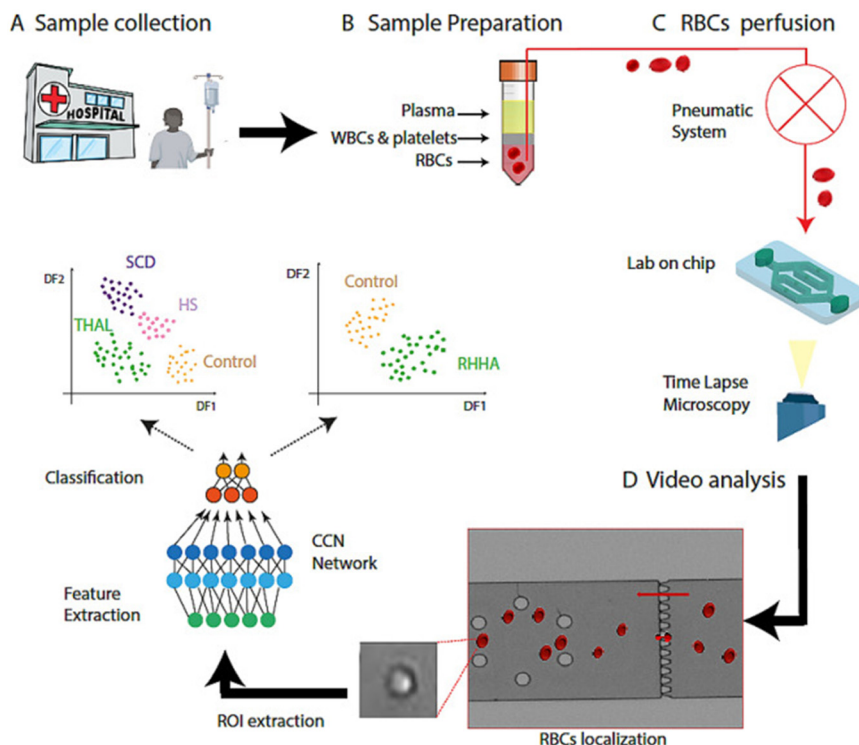 A Sample collection
B Sample Preparation
C RBCs perfusion
HOSPITAL
Plasma
WBCs & platelets
RBCs
Pneumatic
System
Lab on chip
Time Lapse
Microscopy
DF2
SCD
HS
THAL
Control
DF1
DF2
Control
RHHA
DF1
Classification
CCN
Network
Feature
Extraction
D Video analysis
ROI extraction
RBCs localization